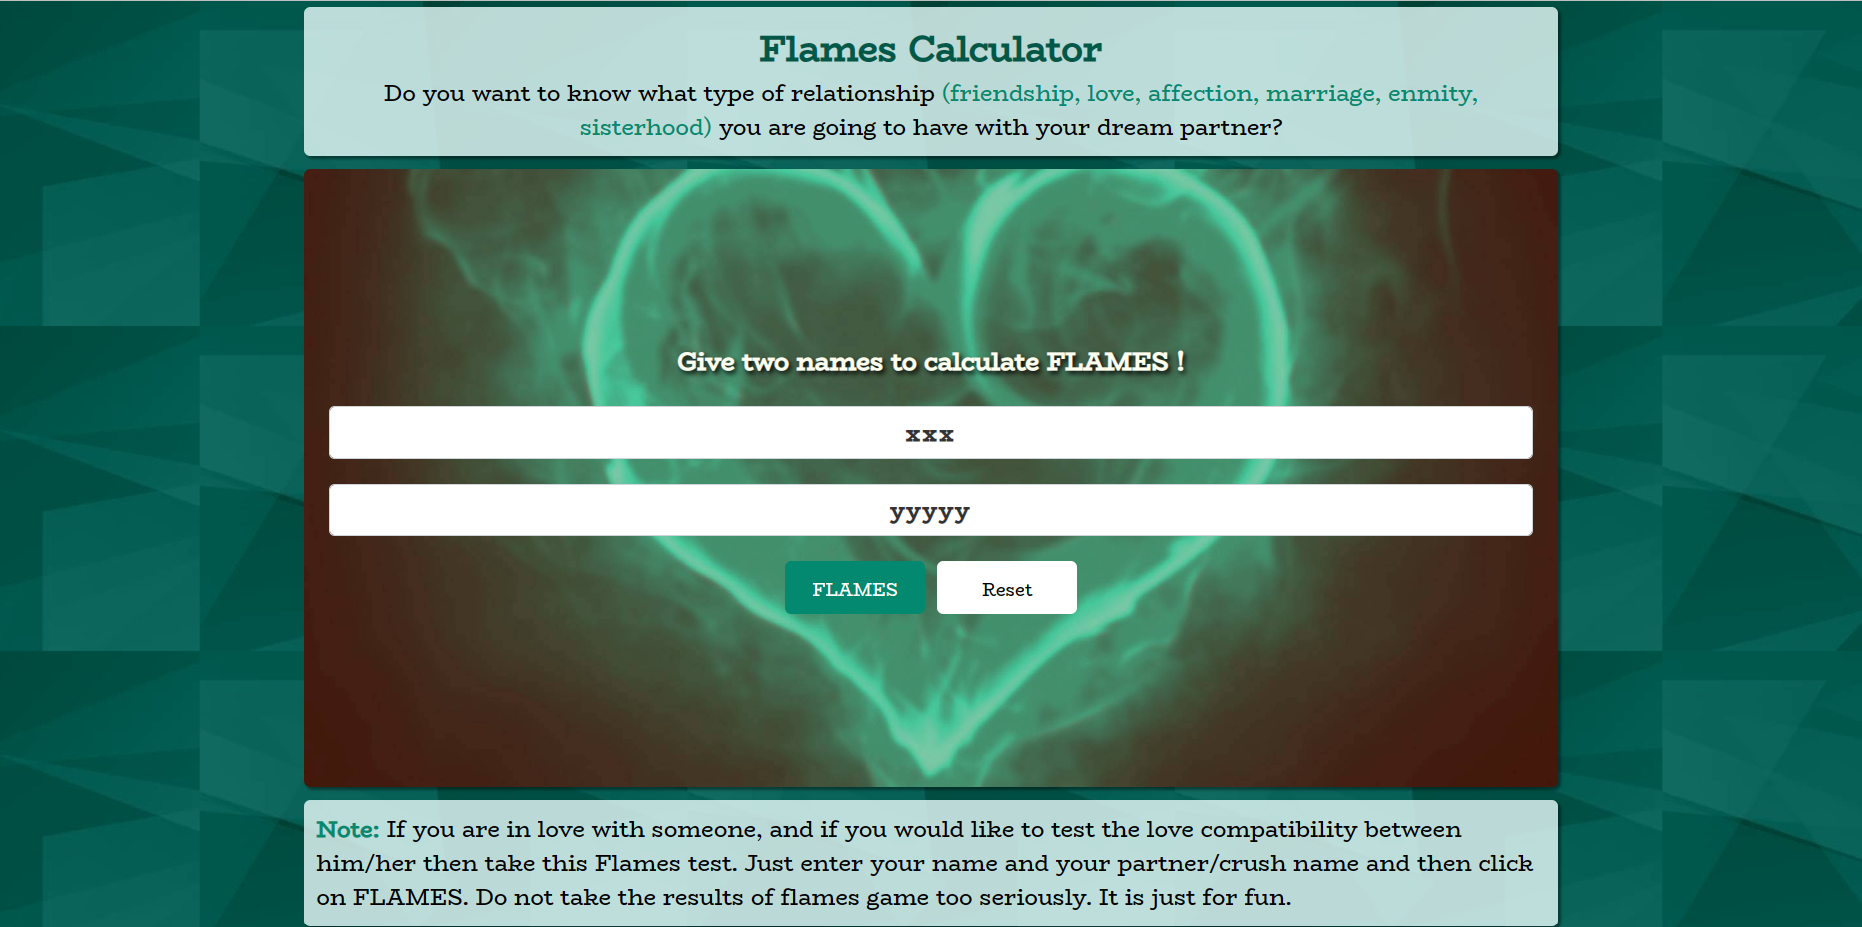 Flames Calculator
Do you want to know what type of relationship (friendship, love, affection, marriage, enmity,
sisterhood) you are going to have with your dream partner?
Give two names to calculate FLAMES !
xxx
yyyyy
FLAMES
Reset
Note: If you are in love with someone, and if you would like to test the love compatibility between
him/her then take this Flames test. Just enter your name and your partner/crush name and then click
on FLAMES. Do not take the results of flames game too seriously. It is just for fun.